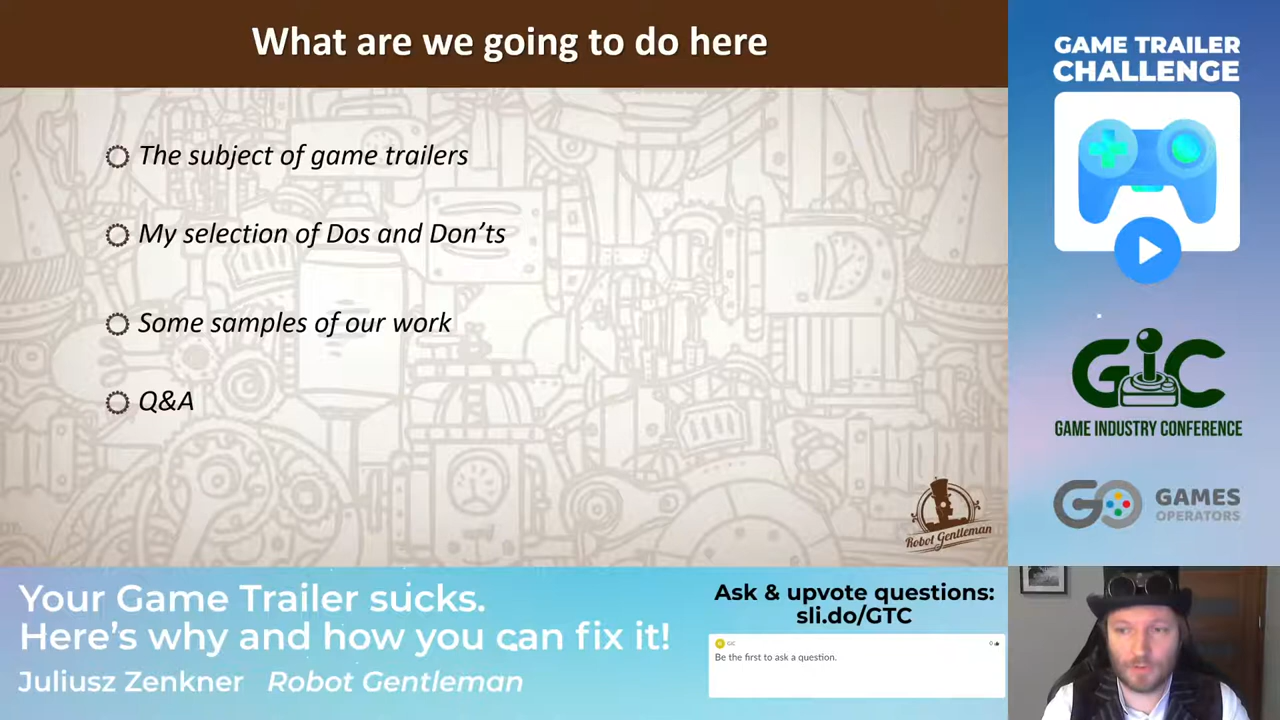 What are we going to do here
The subject of game trailers
My selection of Dos and Don'ts
Some samples of our work
Q&A
Robot Gentleman
GAME TRAILER
CHALLENGE
GIC
GAME INDUSTRY CONFERENCE
GO GAMES
OPERATORS
Your Game Trailer sucks.
Here's why and how you can fix it!
Juliusz Zenkner Robot Gentleman
Ask & upvote questions:
sli.do/GTC
GIC 0
Be the first to ask a question.